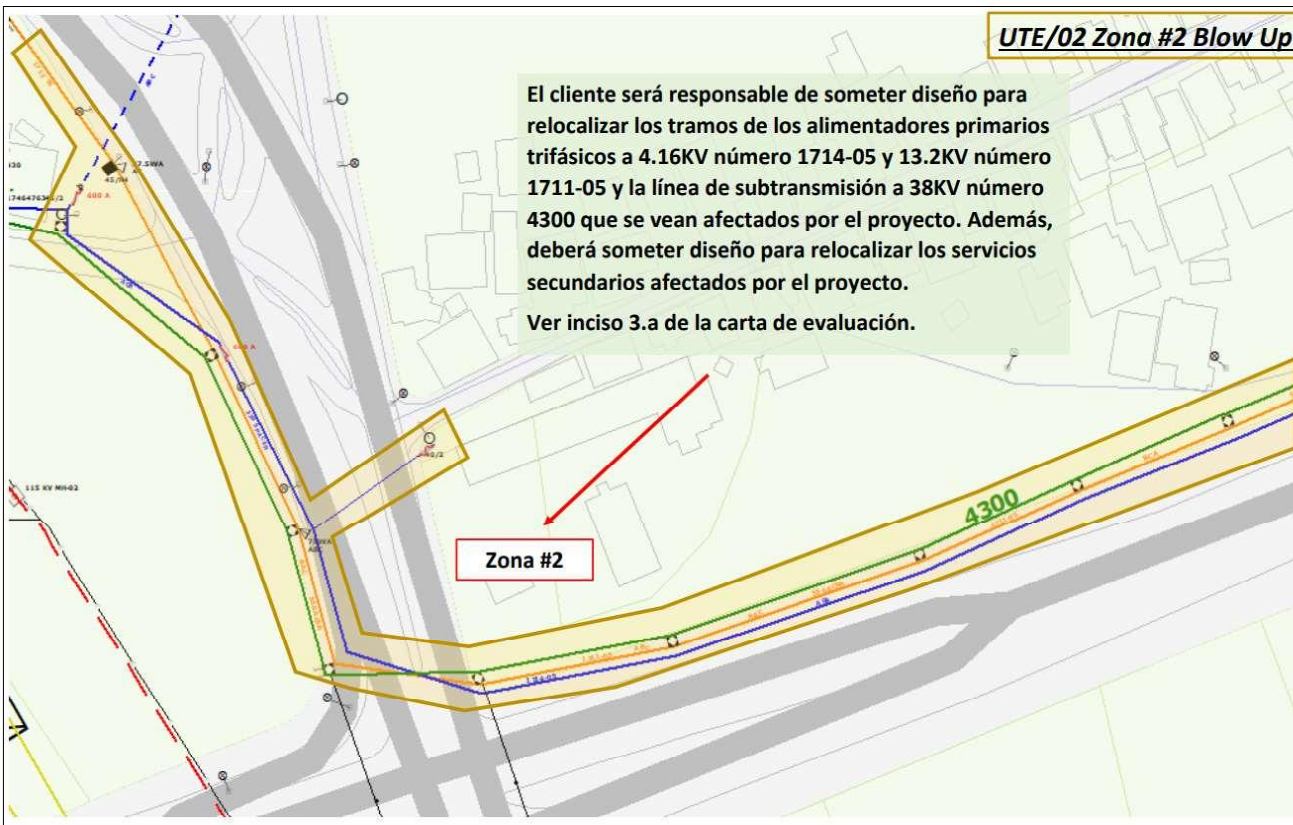 UTE/02 Zona #2 Blow Up
El cliente será responsable de someter diseño para
relocalizar los tramos de los alimentadores primarios
trifásicos a 4.16KV número 1714-05 y 13.2KV número
1711-05 y la línea de subtransmisión a 38KV número
4300 que se vean afectados por el proyecto. Además,
deberá someter diseño para relocalizar los servicios
secundarios afectados por el proyecto.
Ver inciso 3.a de la carta de evaluación.
600 A
4300
115 KV MH-02
Zona #2